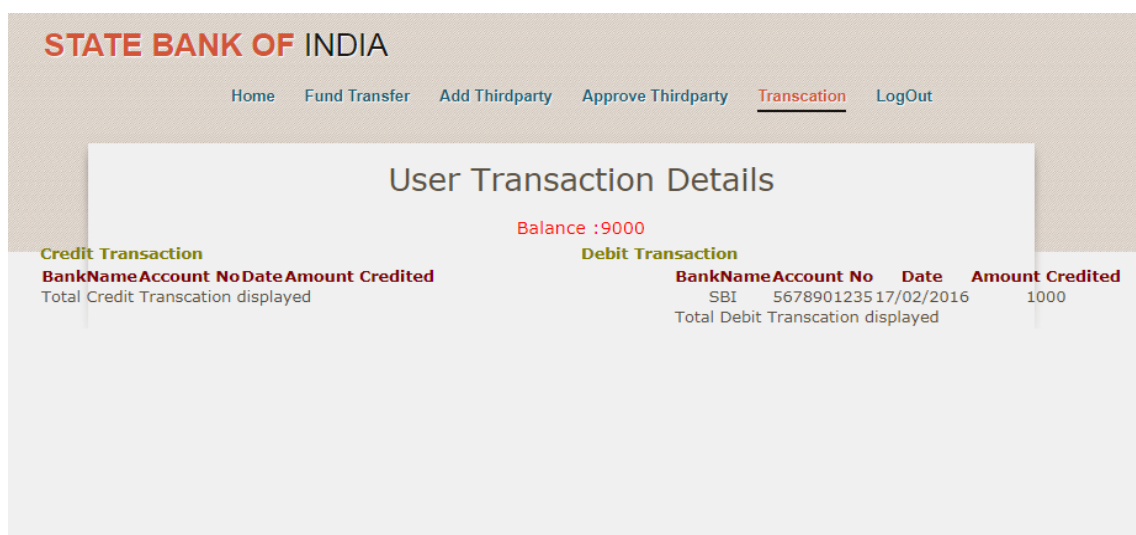 STATE BANK OF INDIA
Home Fund Transfer Add Thirdparty Approve Thirdparty Transcation LogOut
User Transaction Details
Balance :9000
Credit Transaction
BankName Account No Date Amount Credited
Total Credit Transcation displayed
Debit Transaction
BankName Account No Date Amount Credited
SBI 5678901235 17/02/2016 1000
Total Debit Transcation displayed